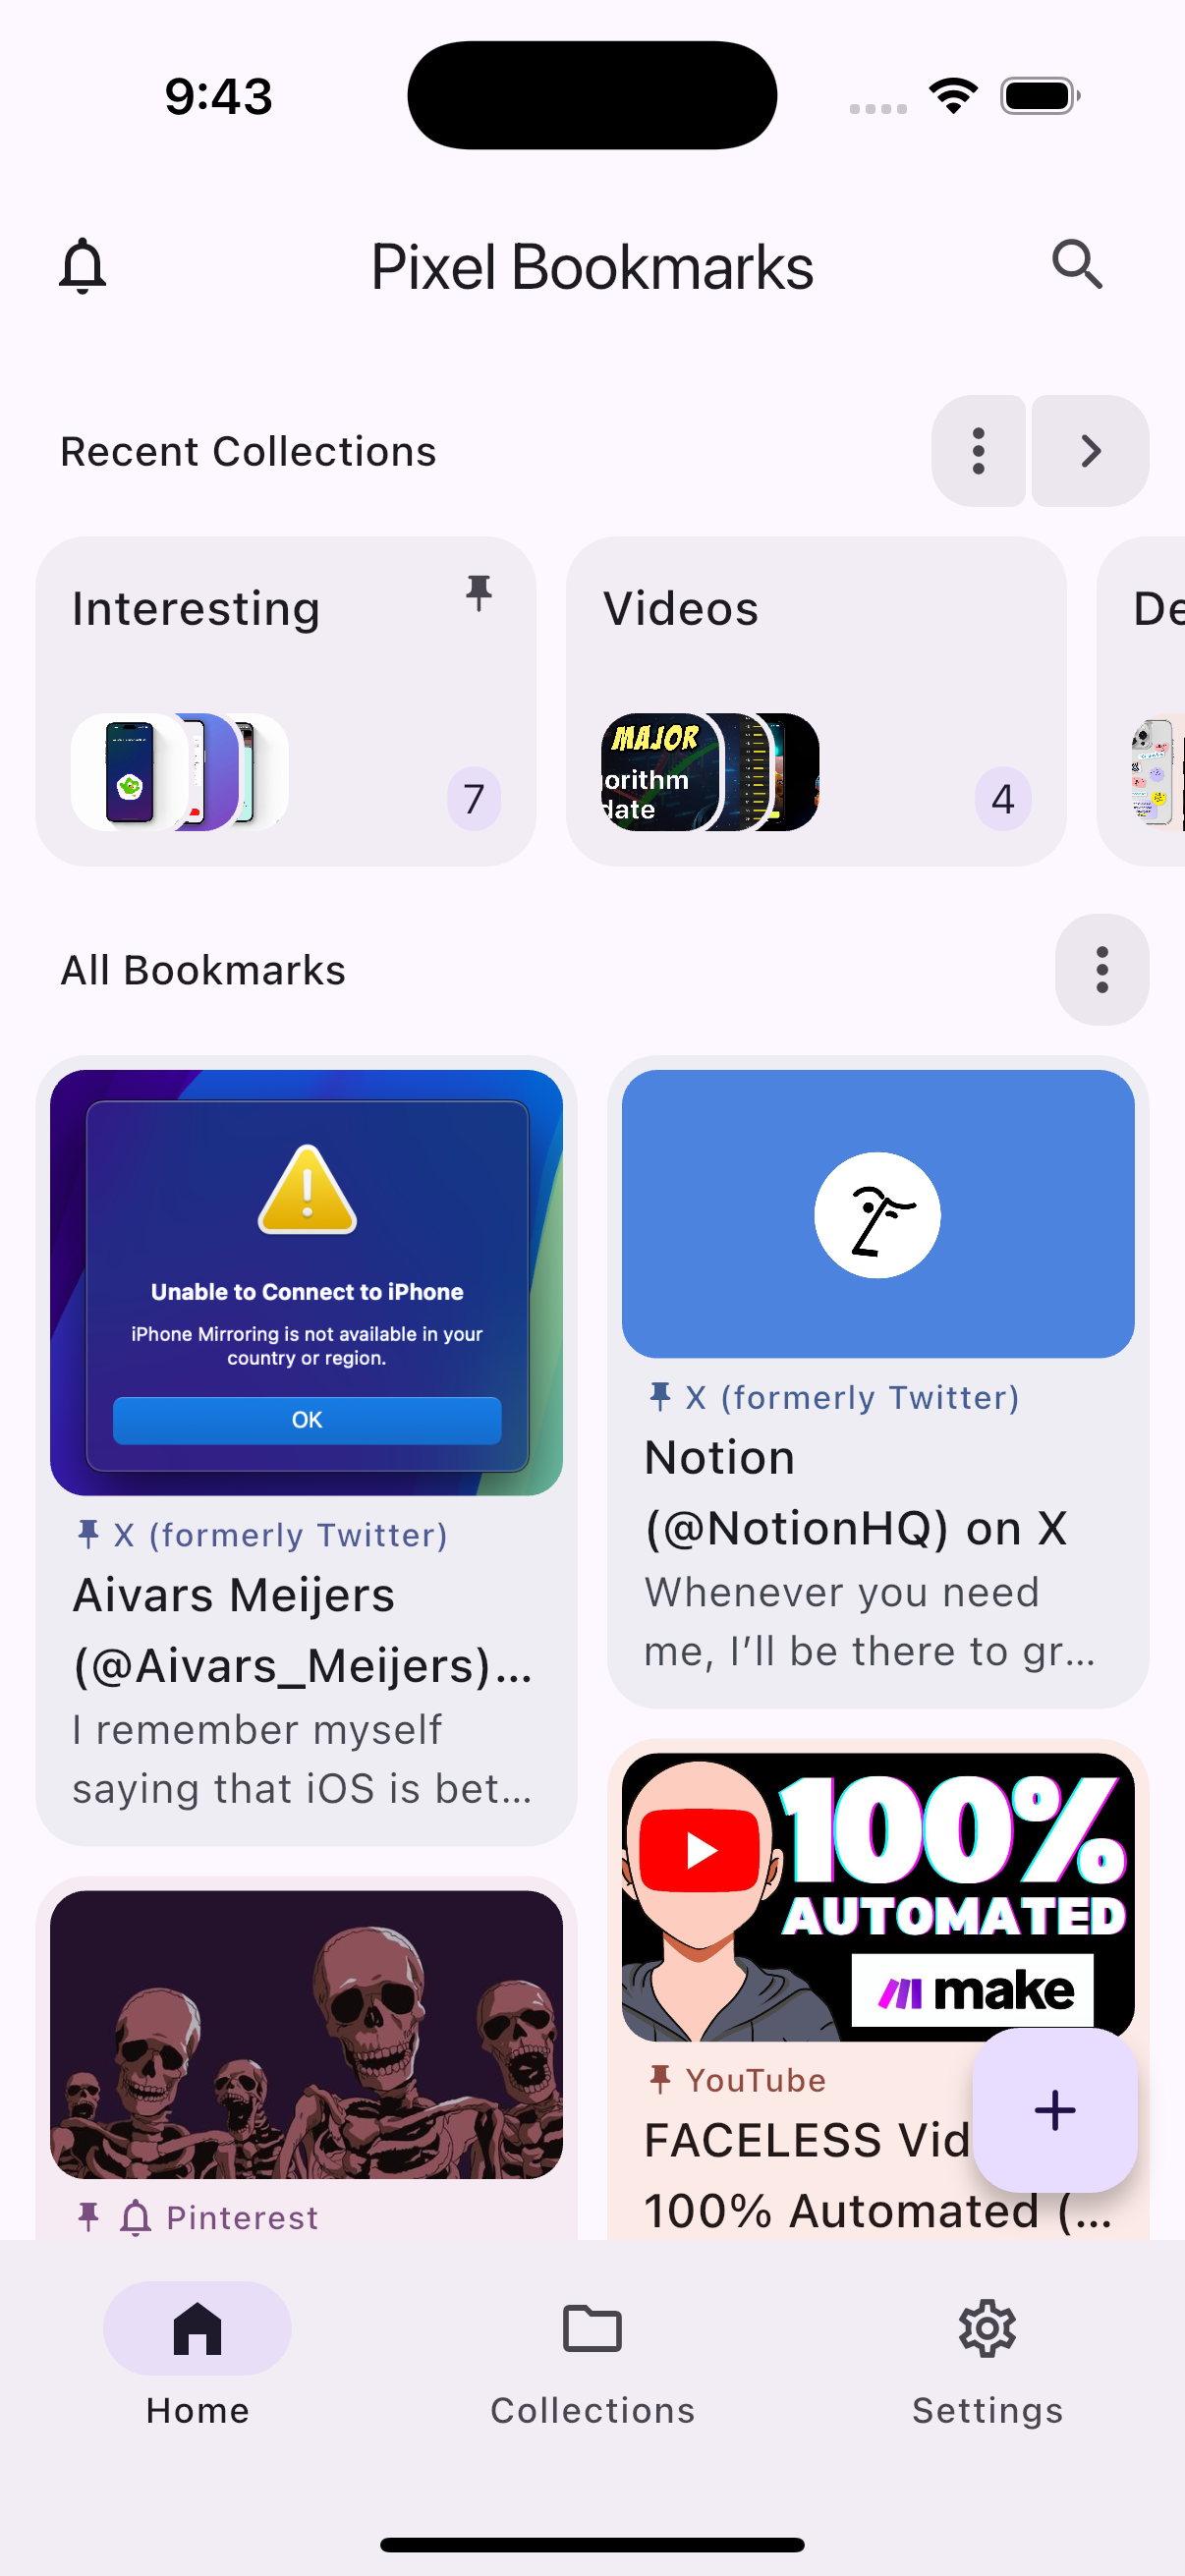 9:43
Pixel Bookmarks
Recent Collections
Interesting
7
Videos
MAJOR
orithm
date
4
De
All Bookmarks
Unable to Connect to iPhone
iPhone Mirroring is not available in your
country or region.
OK
X (formerly Twitter)
Aivars Meijers
(@Aivars_Meijers)...
I remember myself
saying that iOS is bet...
X (formerly Twitter)
Notion
(@NotionHQ) on X
Whenever you need
me, I’ll be there to gr...
Pinterest
100%
AUTOMATED
make
YouTube
FACELESS Vid
100% Automated (...
Home
Collections
Settings